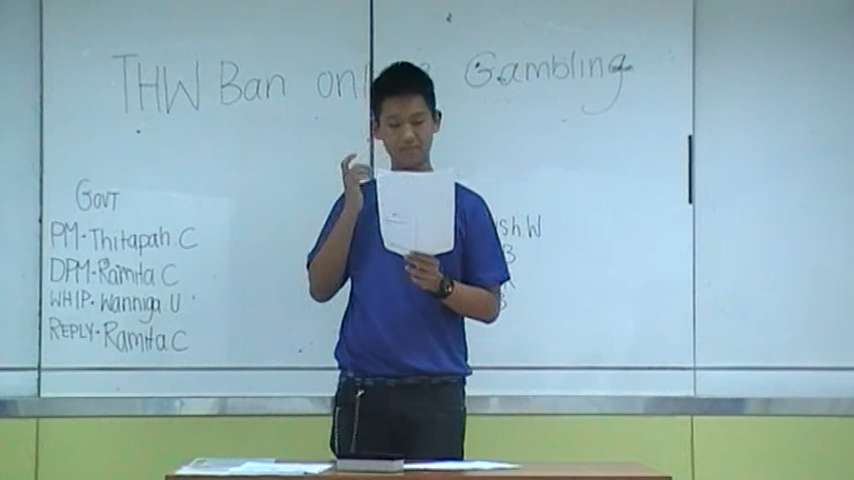 THW Ban Gambling
GOVT
PM - Thitapah C
DPM - Ramita C
WHIP - Wanniga U
REPLY - Ramita C
W
B